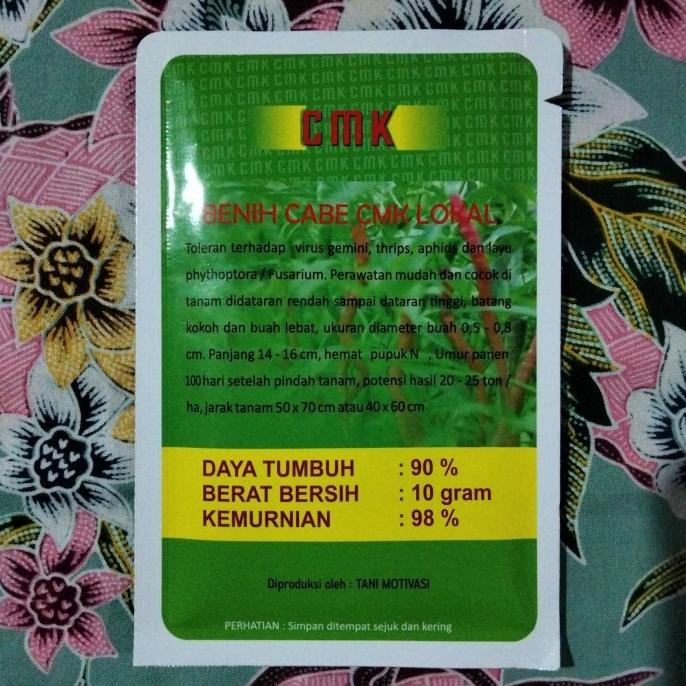 CMK
BENIH CABE CMK LOKAL
Toleran terhadap virus gemini, thrips, aphids dan layu
phythoptora / Fusarium. Perawatan mudah dan cocok di
tanam didataran rendah sampai dataran tinggi, batang
kokoh dan buah lebat, ukuran diameter buah 0,5 - 0,8
cm. Panjang 14 - 16 cm, hemat pupuk N , Umur panen
100 hari setelah pindah tanam, potensi hasil 20 - 25 ton /
ha, jarak tanam 50 x 70 cm atau 40 x 60 cm
DAYA TUMBUH : 90 %
BERAT BERSIH : 10 gram
KEMURNIAN : 98 %
Diproduksi oleh : TANI MOTIVASI
PERHATIAN : Simpan ditempat sejuk dan kering